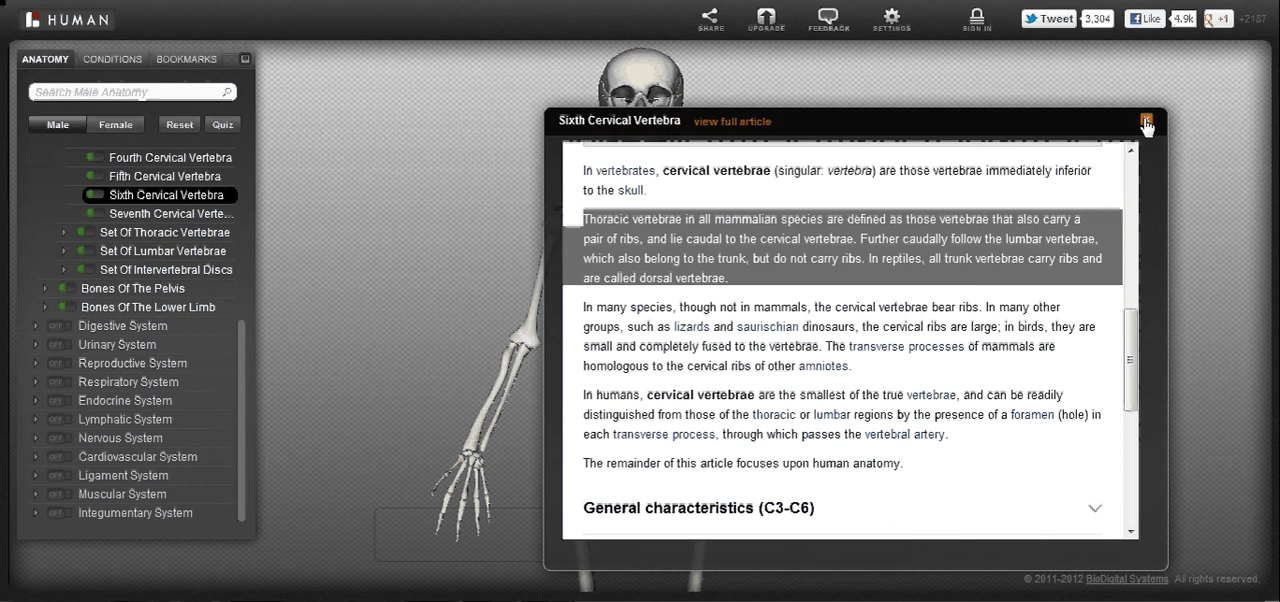 HUMAN
SHARE
UPGRADE
FEEDBACK
SETTINGS
SIGN IN
Tweet 3,304
Like 4.9k
+1 +2187
ANATOMY CONDITIONS BOOKMARKS
Search Male Anatomy
Male Female Reset Quiz
Fourth Cervical Vertebra
Fifth Cervical Vertebra
Sixth Cervical Vertebra
Seventh Cervical Verte...
Set Of Thoracic Vertebrae
Set Of Lumbar Vertebrae
Set Of Intervertebral Discs
Bones Of The Pelvis
Bones Of The Lower Limb
OFF Digestive System
OFF Urinary System
OFF Reproductive System
OFF Respiratory System
OFF Endocrine System
OFF Lymphatic System
OFF Nervous System
OFF Cardiovascular System
OFF Ligament System
OFF Muscular System
OFF Integumentary System
Sixth Cervical Vertebra view full article
In vertebrates, cervical vertebrae (singular: vertebra) are those vertebrae immediately inferior
to the skull.
Thoracic vertebrae in all mammalian species are defined as those vertebrae that also carry a
pair of ribs, and lie caudal to the cervical vertebrae. Further caudally follow the lumbar vertebrae,
which also belong to the trunk, but do not carry ribs. In reptiles, all trunk vertebrae carry ribs and
are called dorsal vertebrae.
In many species, though not in mammals, the cervical vertebrae bear ribs. In many other
groups, such as lizards and saurischian dinosaurs, the cervical ribs are large; in birds, they are
small and completely fused to the vertebrae. The transverse processes of mammals are
homologous to the cervical ribs of other amniotes.
In humans, cervical vertebrae are the smallest of the true vertebrae, and can be readily
distinguished from those of the thoracic or lumbar regions by the presence of a foramen (hole) in
each transverse process, through which passes the vertebral artery.
The remainder of this article focuses upon human anatomy.
General characteristics (C3-C6)
© 2011-2012 BioDigital Systems. All rights reserved.